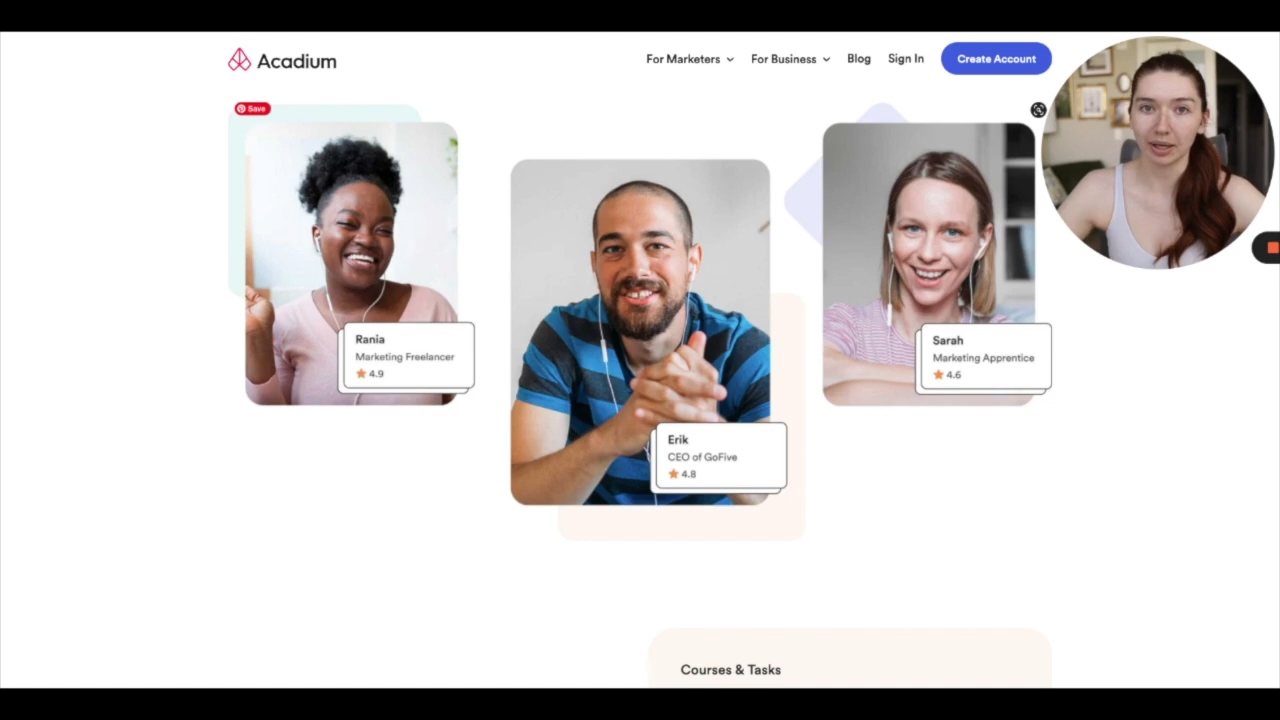 Acadium
For Marketers
For Business
Blog
Sign In
Create Account
Save
Rania
Marketing Freelancer
4.9
Erik
CEO of GoFive
4.8
Sarah
Marketing Apprentice
4.6
Courses & Tasks